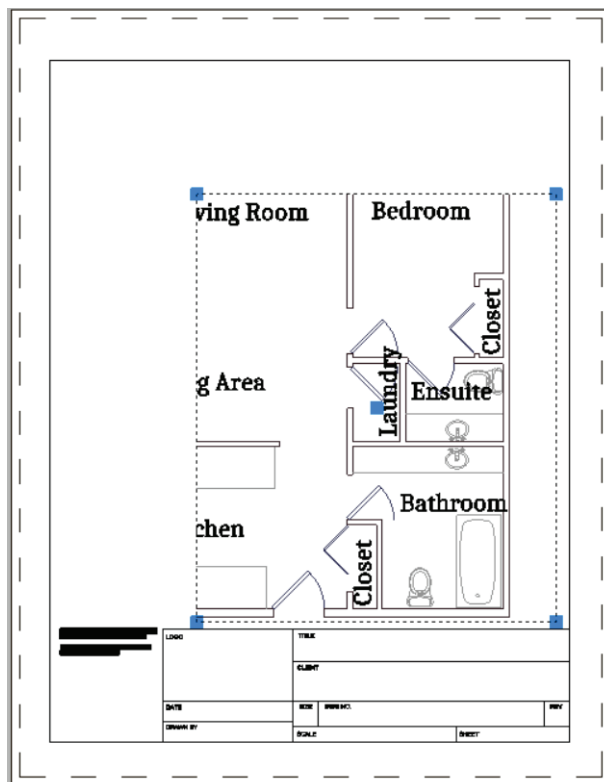 ving Room
Bedroom
Closet
Laundry
g Area
Ensuite
Bathroom
chen
Closet
LOGO
TITLE
CLIENT
DATE
SIZE
REV
DRAWN BY
SCALE
SHEET